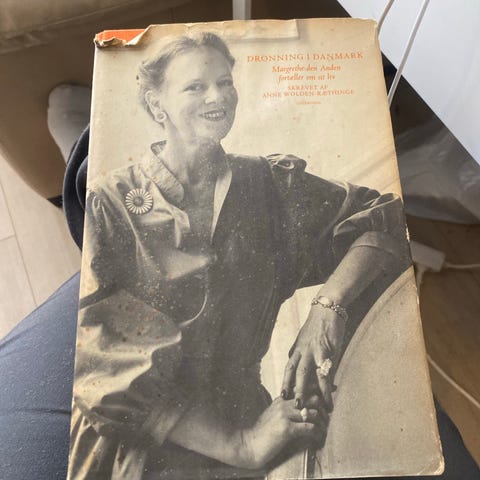 DRONNING I DANMARK
Margrethe den Anden
fortæller om sit liv
SKREVET AF
ANNE WOLDEN-RÆTHINGE